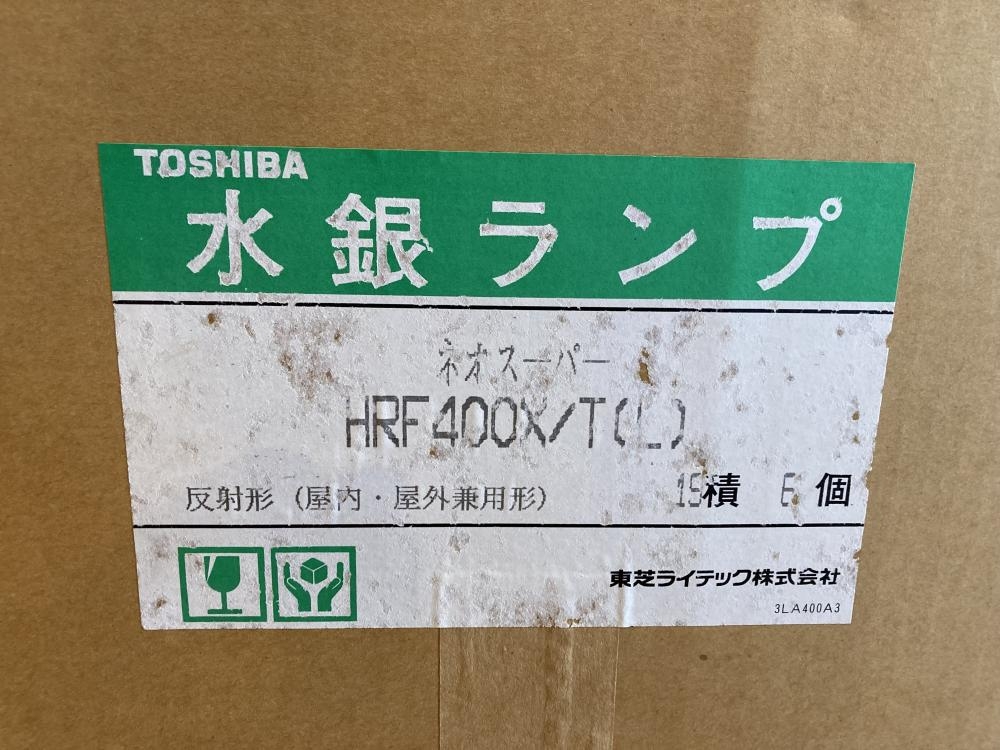 TOSHIBA
水銀ランプ
ネオスーパー
HRF400X/T(L)
反射形(屋内・屋外兼用形)
積 6個
東芝ライテック株式会社
3LA400A3